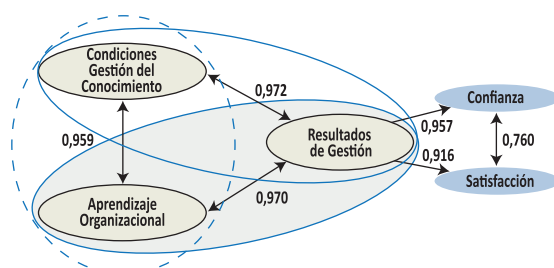 Condiciones
Gestión del
Conocimiento
0,972
Confianza
0,957
0,959
Resultados
de Gestión
0,760
0,916
Satisfacción
Aprendizaje
Organizacional
0,970